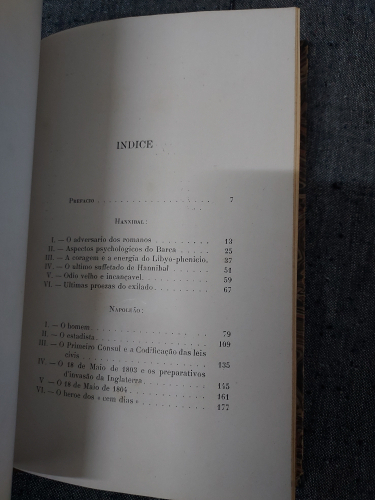 INDICE
PREFACIO . . . . . . . . . . 7
HANNIBAL:
I. — O adversario dos romanos . . . . . . . . 13
II. — Aspectos psychologicos do Barca . . . . . 25
III. — A coragem e a energia do Libyo-phenicio. 37
IV. — O ultimo suffetado de Hannibal . . . . . 51
V. — Odio velho e incansavel. . . . . . . . . 59
VI. — Ultimas proezas do exilado. . . . . . . 67
NAPOLEÃO:
I. — O homem . . . . . . . . . . 79
II. — O estadista. . . . . . . . . . 109
III. — O Primeiro Consul e a Codificação das leis
civis . . . . . . . . . . 135
IV. — O 18 de Maio de 1803 e os preparativos
d'invasão da Inglaterra. . . . . . . . 145
V. — O 18 de Maio de 1804. . . . . . . . . 161
VI. — O heroe dos « cem dias » . . . . . . . 177